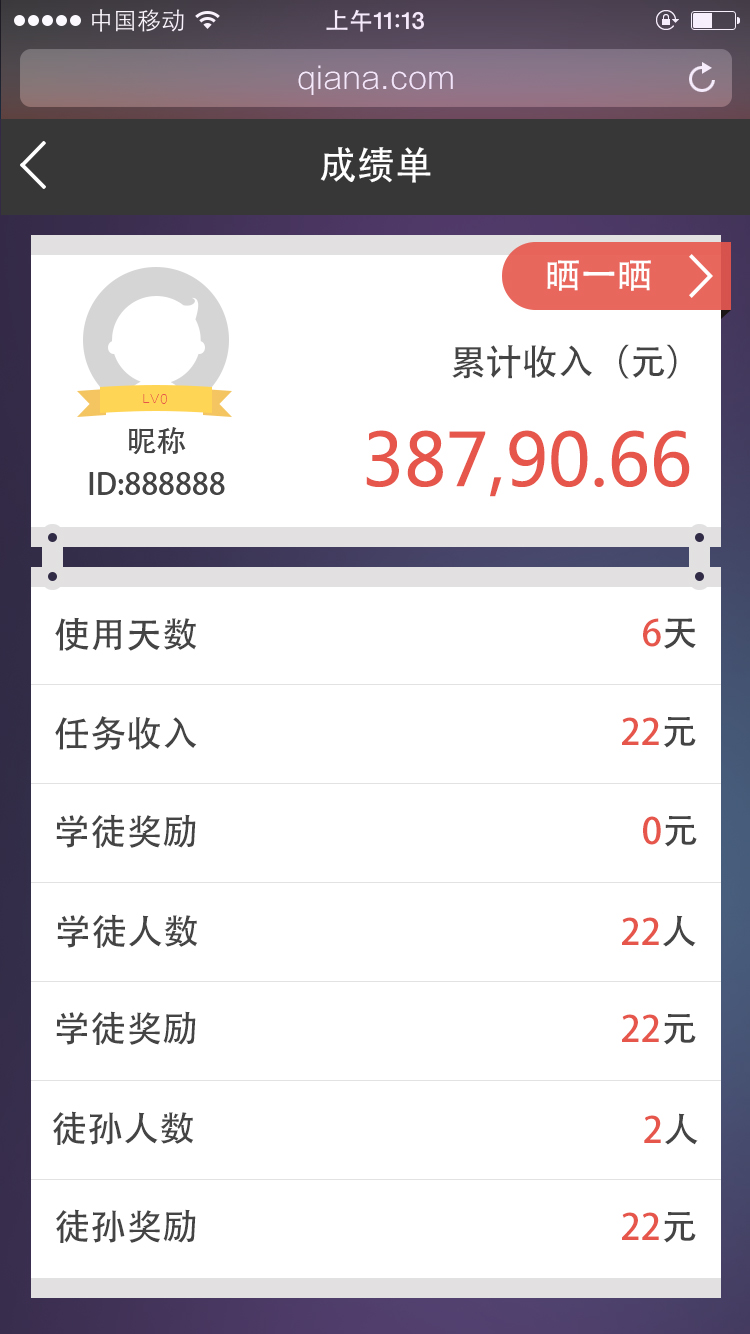 中国移动 上午11:13
qiana.com
成绩单
晒一晒
累计收入（元）
LV0
昵称
387,90.66
ID:888888
使用天数 6天
任务收入 22元
学徒奖励 0元
学徒人数 22人
学徒奖励 22元
徒孙人数 2人
徒孙奖励 22元